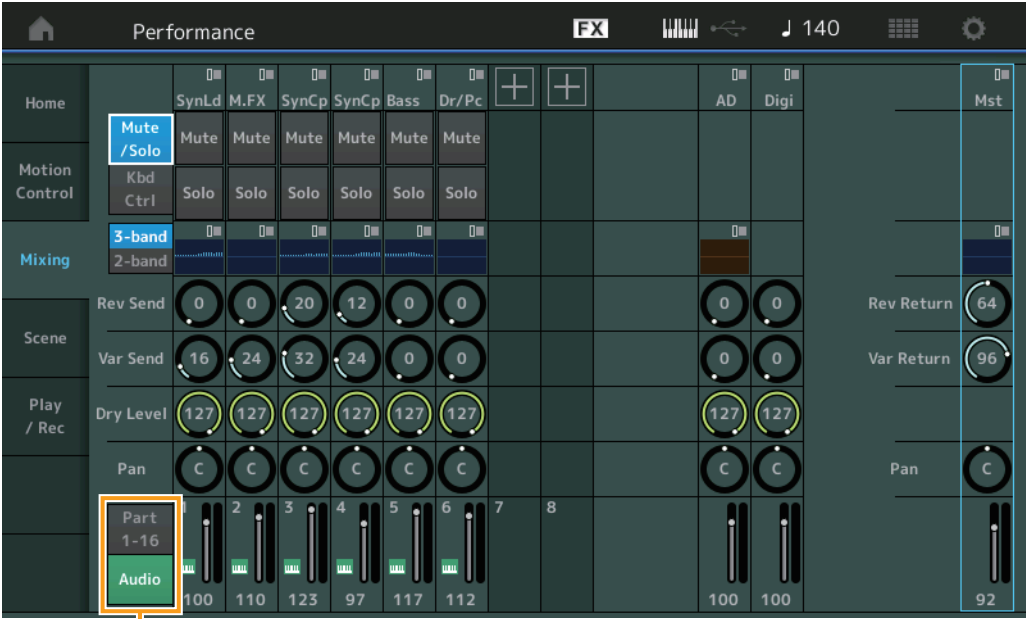 Performance FX ♩ 140
Home SynLd M.FX SynCp SynCp Bass Dr/Pc AD Digi Mst
Mute
/Solo Mute Mute Mute Mute Mute Mute
Motion
Control Kbd
Ctrl Solo Solo Solo Solo Solo Solo
Mixing 3-band
2-band
Rev Send 0 0 20 12 0 0 0 0 Rev Return 64
Scene Var Send 16 24 32 24 0 0 0 0 Var Return 96
Play
/ Rec Dry Level 127 127 127 127 127 127 127 127
Pan C C C C C C C C Pan C
Part
1-16 1 2 3 4 5 6 7 8
Audio
100 110 123 97 117 112 100 100 92